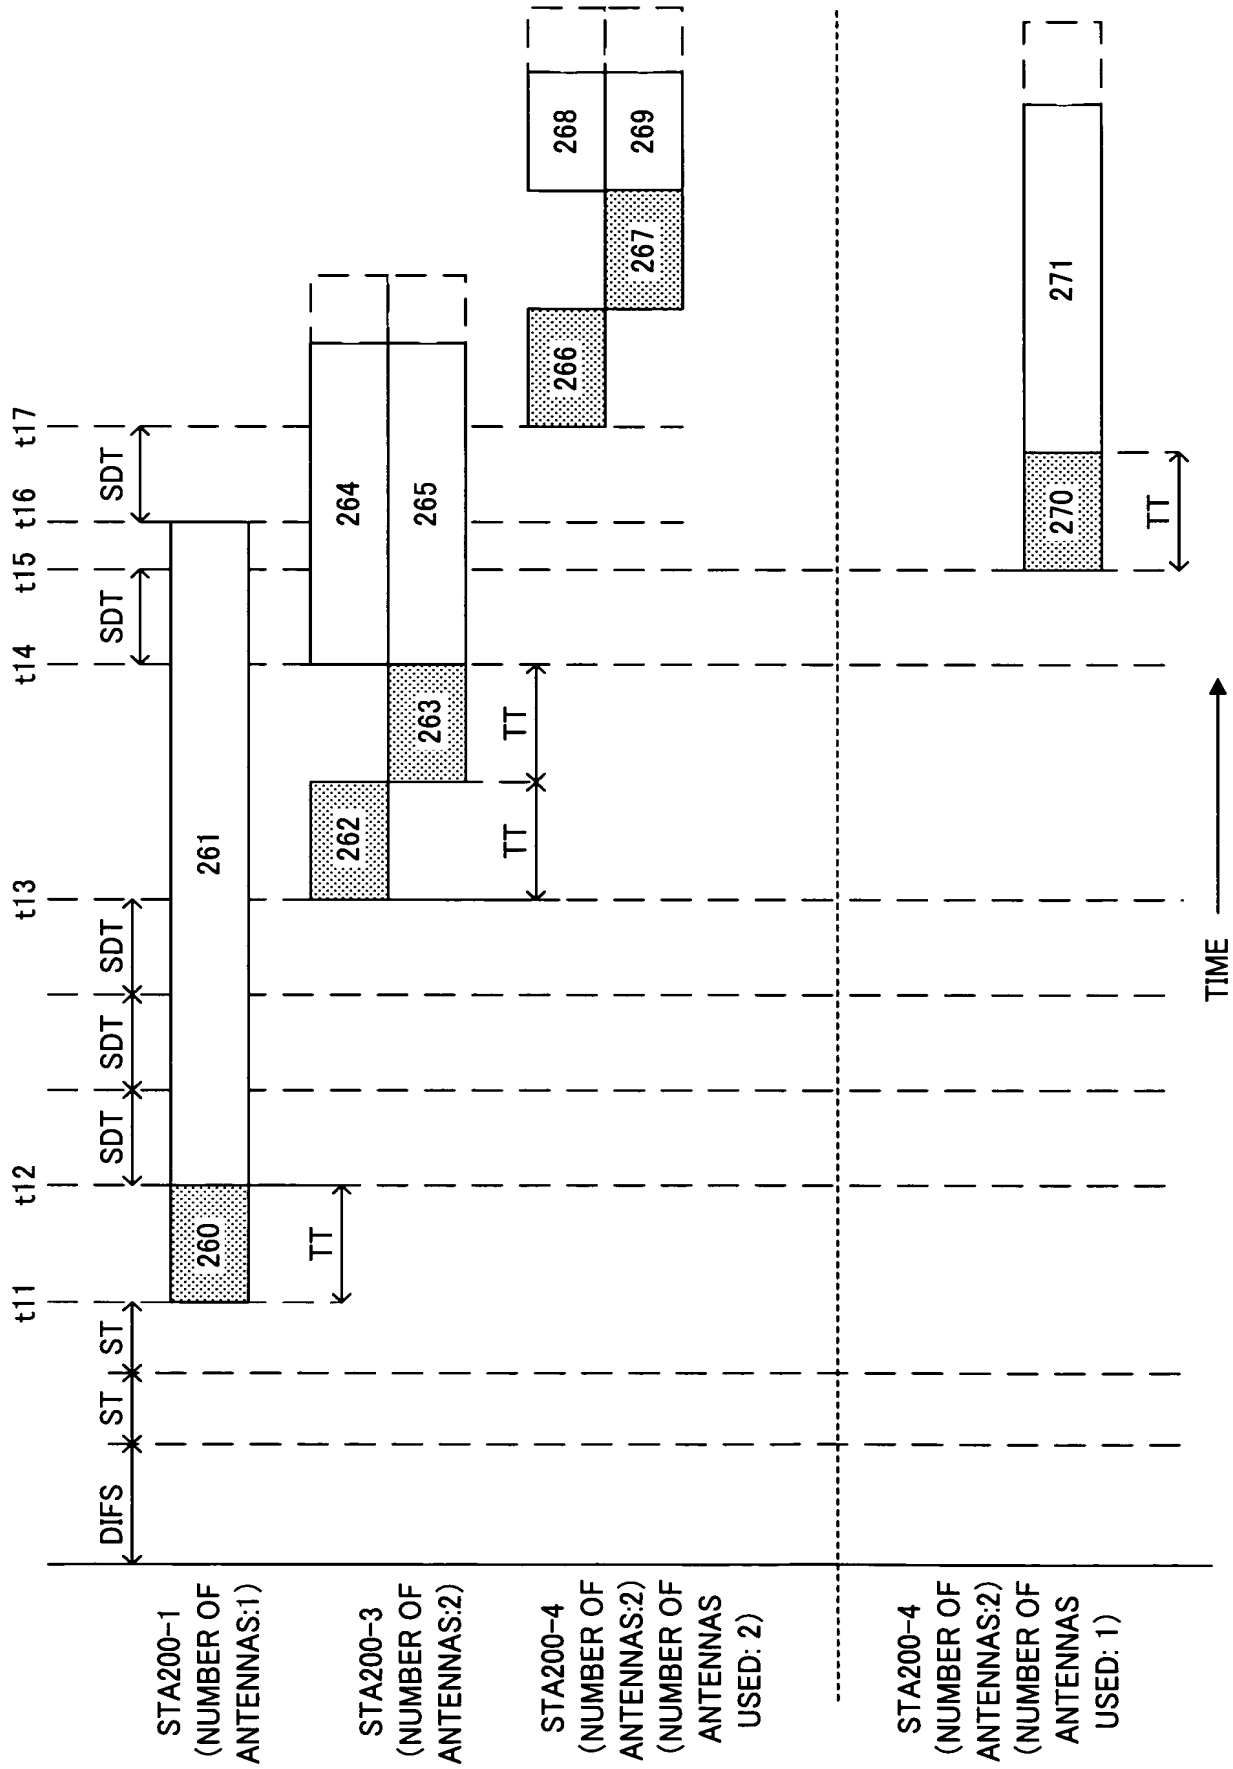 t11
t12
t13
t14
t15
t16
t17
DIFS
ST
ST
SDT
SDT
SDT
SDT
SDT
STA200-1
(NUMBER OF
ANTENNAS:1)
260
261
TT
STA200-3
(NUMBER OF
ANTENNAS:2)
262
263
264
265
TT
TT
STA200-4
(NUMBER OF
ANTENNAS:2)
(NUMBER OF
ANTENNAS
USED: 2)
266
267
268
269
STA200-4
(NUMBER OF
ANTENNAS:2)
(NUMBER OF
ANTENNAS
USED: 1)
270
271
TT
TIME